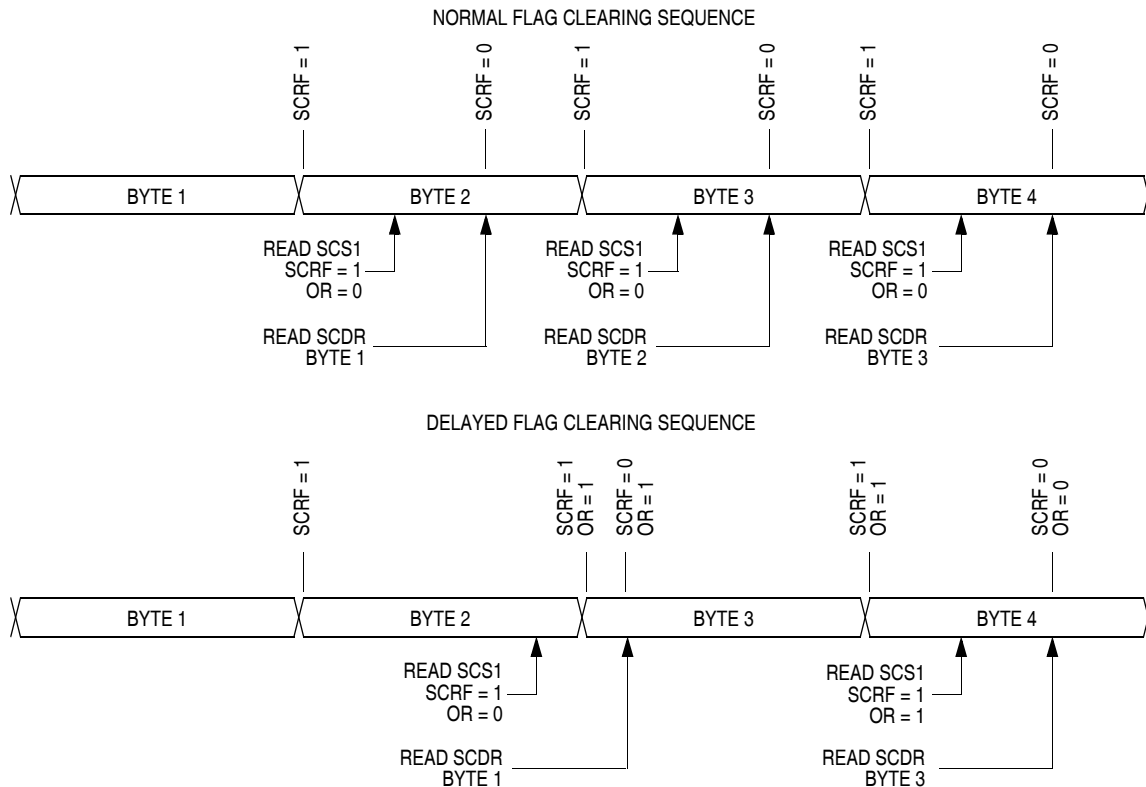 NORMAL FLAG CLEARING SEQUENCE
SCRF = 1
SCRF = 0
SCRF = 1
SCRF = 0
SCRF = 1
SCRF = 0
BYTE 1
BYTE 2
BYTE 3
BYTE 4
READ SCS1
SCRF = 1
OR = 0
READ SCS1
SCRF = 1
OR = 0
READ SCS1
SCRF = 1
OR = 0
READ SCDR
BYTE 1
READ SCDR
BYTE 2
READ SCDR
BYTE 3
DELAYED FLAG CLEARING SEQUENCE
SCRF = 1
SCRF = 1
OR = 1
SCRF = 0
OR = 1
SCRF = 1
OR = 1
SCRF = 0
OR = 0
BYTE 1
BYTE 2
BYTE 3
BYTE 4
READ SCS1
SCRF = 1
OR = 0
READ SCS1
SCRF = 1
OR = 1
READ SCDR
BYTE 1
READ SCDR
BYTE 3